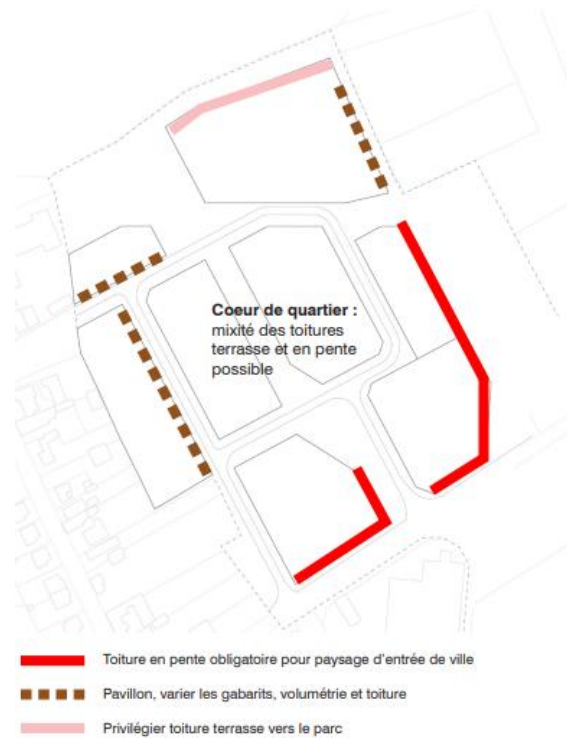 Coeur de quartier :
mixité des toitures
terrasse et en pente
possible
Toiture en pente obligatoire pour paysage d'entrée de ville
Pavillon, varier les gabarits, volumétrie et toiture
Privilégier toiture terrasse vers le parc